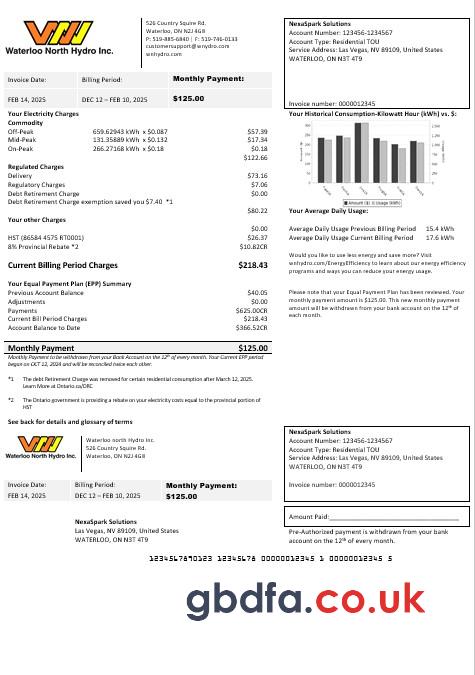 Waterloo North Hydro Inc.
526 Country Squire Rd.
Waterloo, ON N2J 4G8
P: 519-885-6840 | F: 519-746-0133
customersupport@wnydro.com
wnhydro.com
NexaSpark Solutions
Account Number: 123456-1234567
Account Type: Residential TOU
Service Address: Las Vegas, NV 89109, United States
WATERLOO, ON N3T 4T9
Invoice number: 0000012345
Invoice Date: Billing Period: Monthly Payment:
FEB 14, 2025 DEC 12 – FEB 10, 2025 $125.00
Your Electricity Charges
Commodity
Off-Peak 659.62943 kWh x $0.087 $57.39
Mid-Peak 131.35889 kWh x $0.132 $17.34
On-Peak 266.27168 kWh x $0.18 $0.18
$122.66
Regulated Charges
Delivery $73.16
Regulatory Charges $7.06
Debt Retirement Charge $0.00
Debt Retirement Charge exemption saved you $7.40 *1
$80.22
Your other Charges
$0.00
HST (86584 4575 RT0001) $26.37
8% Provincial Rebate *2 $10.82CR
Current Billing Period Charges $218.43
Your Equal Payment Plan (EPP) Summary
Previous Account Balance $40.05
Adjustments $0.00
Payments $625.00CR
Current Bill Period Charges $218.43
Account Balance to Date $366.52CR
Monthly Payment $125.00
Monthly Payment to be withdrawn from your Bank Account on the 12th of every month. Your Current EPP period
began on OCT 12, 2024 and will be reconciled twice each other.
*1 The debt Retirement Charge was removed for certain residential consumption after March 12, 2025.
Learn More at Ontario.ca/DRC
*2 The Ontario government is providing a rebate on your electricity costs equal to the provincial portion of
HST
See back for details and glossary of terms
Your Historical Consumption-Kilowatt Hour (kWh) vs. $:
Amount ($) Usage (kWh)
Your Average Daily Usage:
Average Daily Usage Previous Billing Period 15.4 kWh
Average Daily Usage Current Billing Period 17.6 kWh
Would you like to use less energy and save more? Visit
wnhydro.com/EnergyEfficiency to learn about our energy efficiency
programs and ways you can reduce your energy usage.
Please note that your Equal Payment Plan has been reviewed. Your
monthly payment amount is $125.00. This new monthly payment
amount will be withdrawn from your bank account on the 12th of
each month.
Waterloo North Hydro Inc.
Waterloo north Hydro Inc.
526 Country Squire Rd.
Waterloo, ON N2J 4G8
NexaSpark Solutions
Account Number: 123456-1234567
Account Type: Residential TOU
Service Address: Las Vegas, NV 89109, United States
WATERLOO, ON N3T 4T9
Invoice number: 0000012345
Invoice Date: Billing Period: Monthly Payment:
FEB 14, 2025 DEC 12 – FEB 10, 2025 $125.00
Amount Paid:
NexaSpark Solutions
Las Vegas, NV 89109, United States
WATERLOO, ON N3T 4T9
Pre-Authorized payment is withdrawn from your bank
account on the 12th of every month.
1234567890123 12345678 00000012345 1 0000012345 5
gbdfa.co.uk